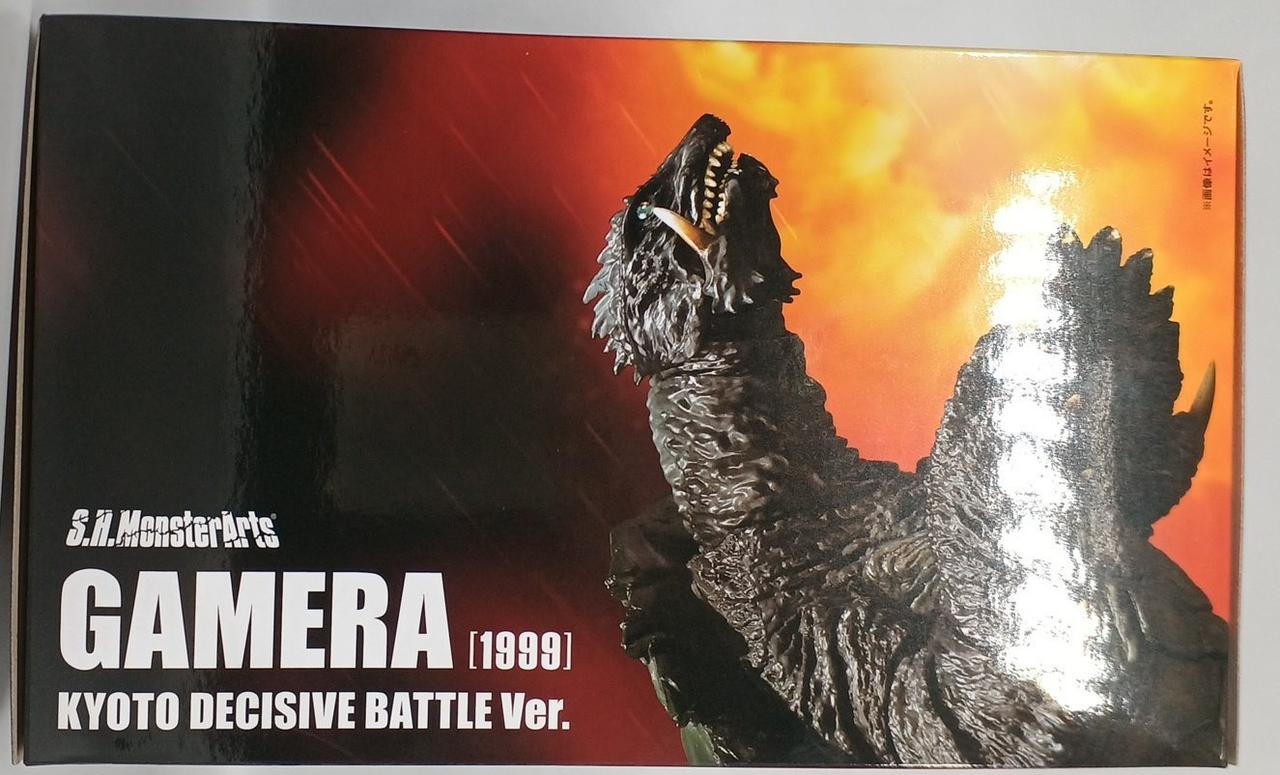 ※画像はイメージです。
S.H.MonsterArts
GAMERA [1999]
KYOTO DECISIVE BATTLE Ver.